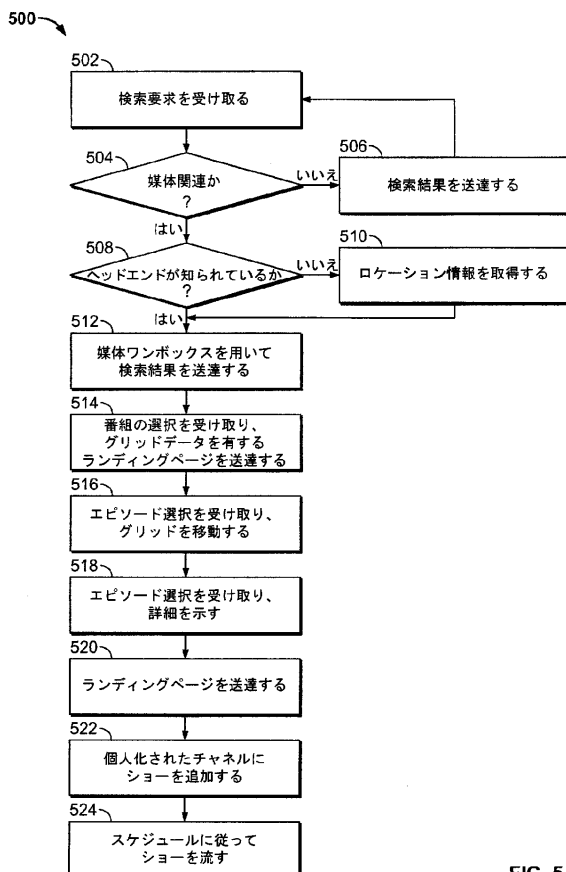 500
502
検索要求を受け取る
504
媒体関連か
?
いいえ
506
検索結果を送達する
はい
508
ヘッドエンドが知られているか
?
いいえ
510
ロケーション情報を取得する
はい
512
媒体ワンボックスを用いて
検索結果を送達する
514
番組の選択を受け取り、
グリッドデータを有する
ランディングページを送達する
516
エピソード選択を受け取り、
グリッドを移動する
518
エピソード選択を受け取り、
詳細を示す
520
ランディングページを送達する
522
個人化されたチャネルに
ショーを追加する
524
スケジュールに従って
ショーを流す
FIG. 5